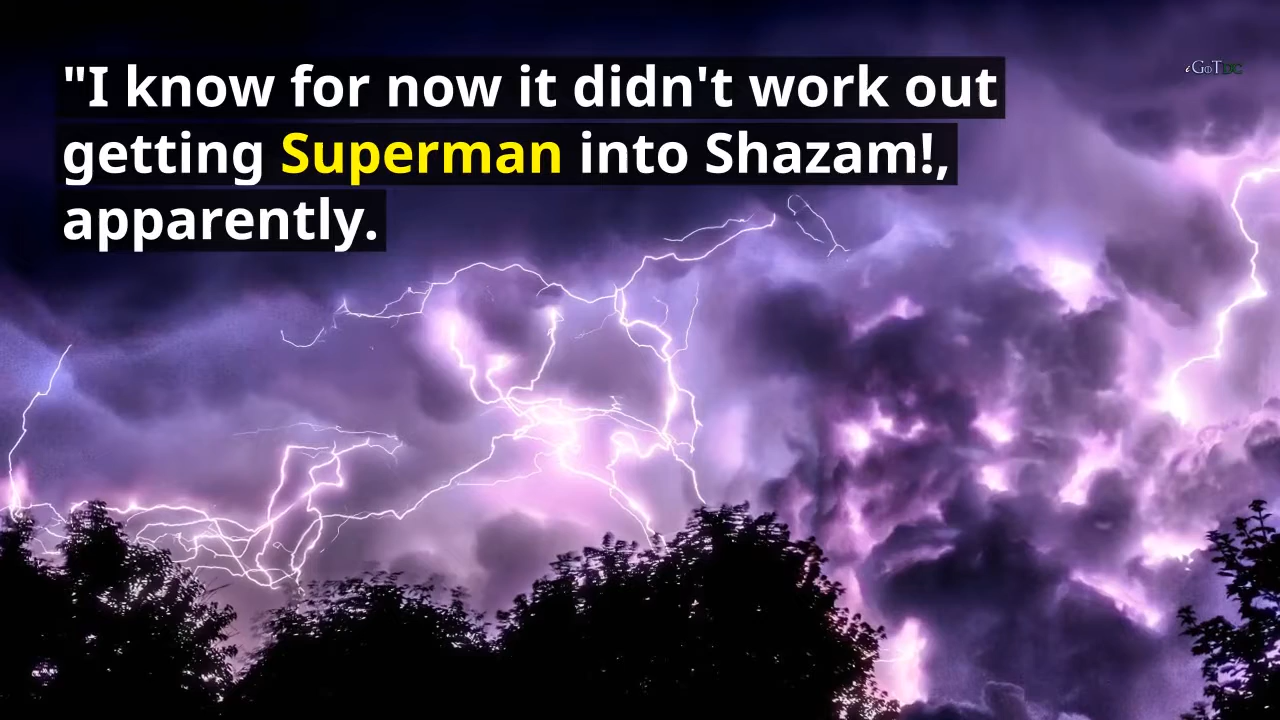 "I know for now it didn't work out
getting Superman into Shazam!,
apparently.